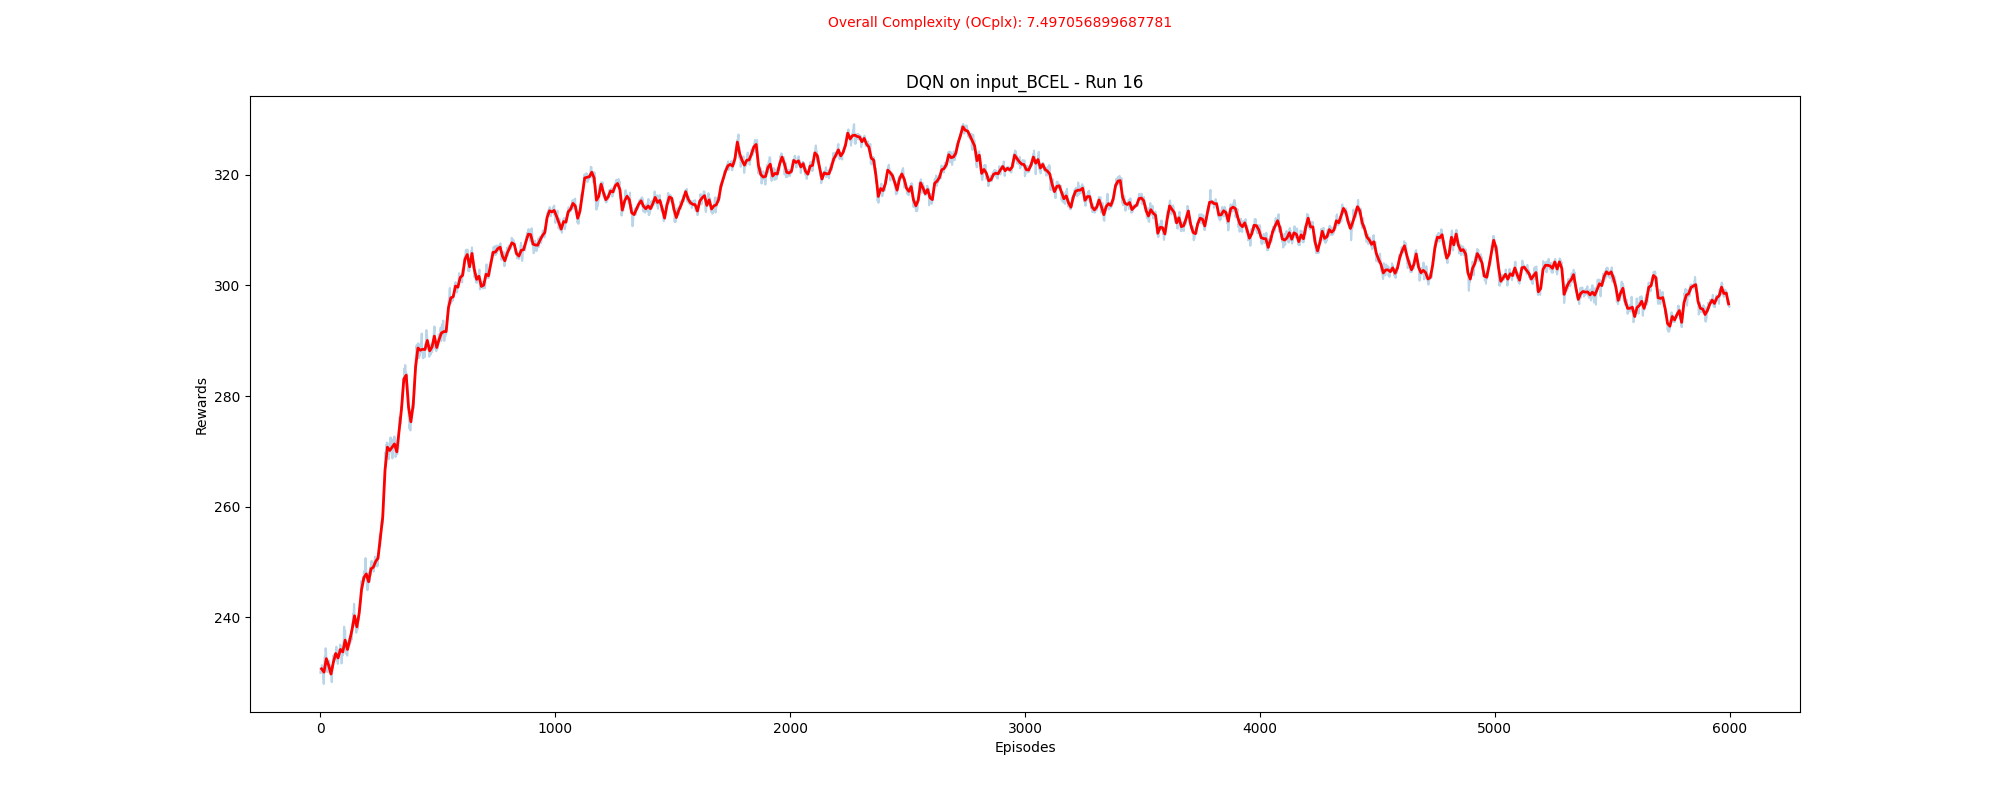 Overall Complexity (OCplx): 7.497056899687781
DQN on input_BCEL - Run 16
Rewards
320
300
280
260
240
0 1000 2000 3000 4000 5000 6000
Episodes